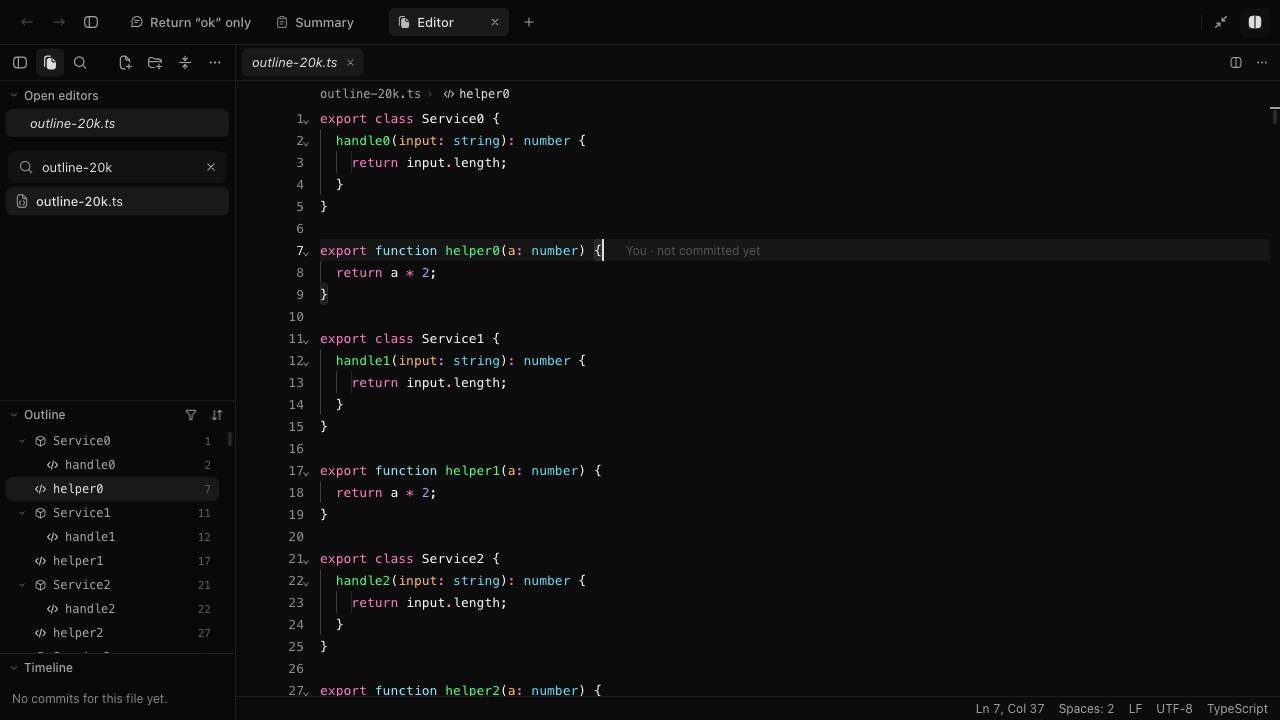 Return “ok” only
Summary
Editor
outline-20k.ts
Open editors
outline-20k.ts
outline-20k
outline-20k.ts
Outline
Service0 1
handle0 2
helper0 7
Service1 11
handle1 12
helper1 17
Service2 21
handle2 22
helper2 27
Timeline
No commits for this file yet.
outline-20k.ts › helper0
1 export class Service0 {
2 handle0(input: string): number {
3 return input.length;
4 }
5 }
6
7 export function helper0(a: number) { You · not committed yet
8 return a * 2;
9 }
10
11 export class Service1 {
12 handle1(input: string): number {
13 return input.length;
14 }
15 }
16
17 export function helper1(a: number) {
18 return a * 2;
19 }
20
21 export class Service2 {
22 handle2(input: string): number {
23 return input.length;
24 }
25 }
26
27 export function helper2(a: number) {
Ln 7, Col 37 Spaces: 2 LF UTF-8 TypeScript